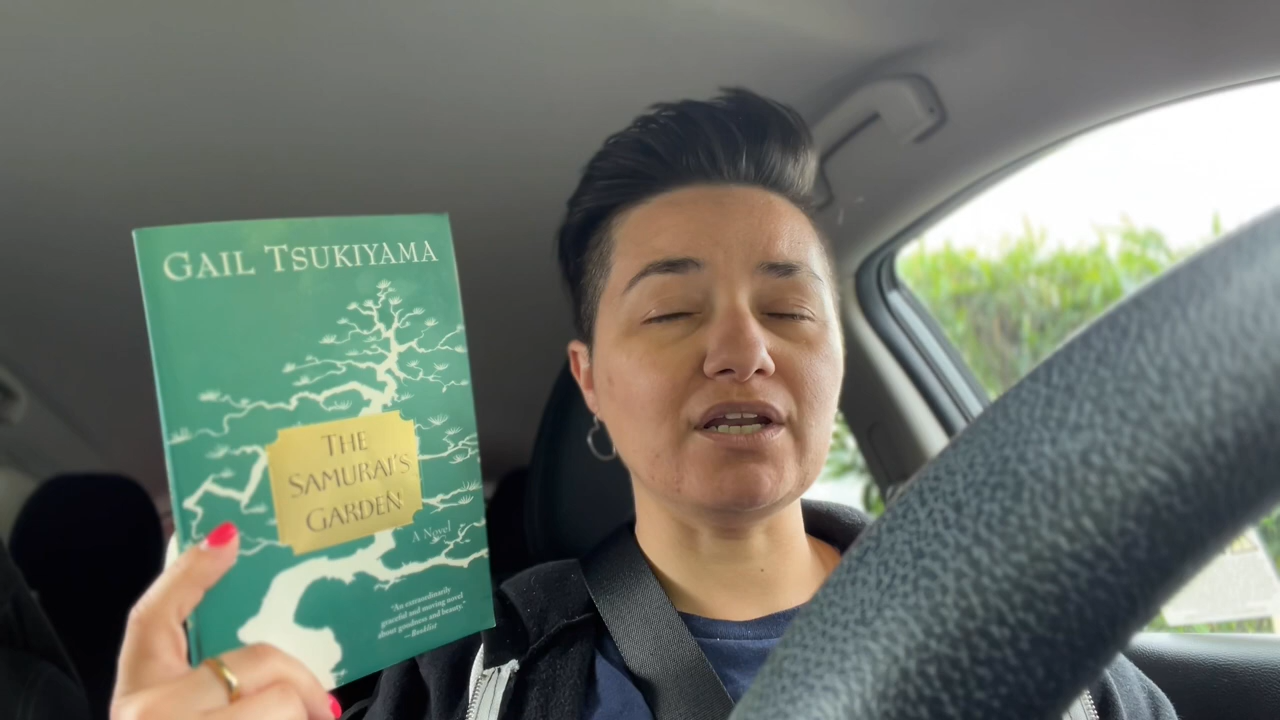 GAIL TSUKIYAMA
THE
SAMURAI'S
GARDEN
A Novel
"An extraordinarily
graceful and moving novel
about goodness and beauty."
—Booklist